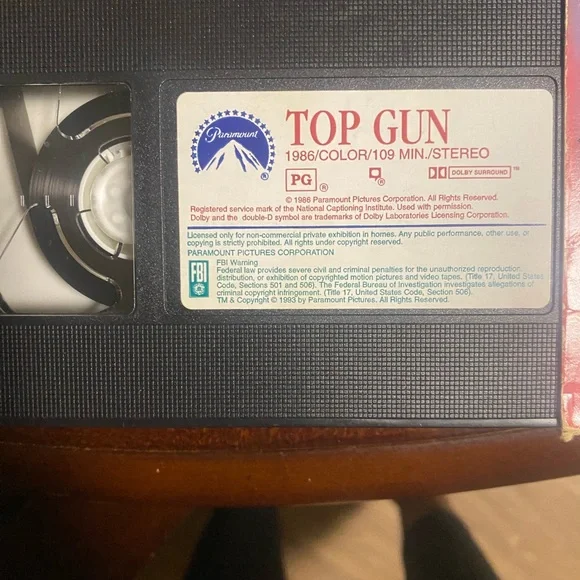 Paramount
TOP GUN
1986/COLOR/109 MIN./STEREO
PG ®
®
DOLBY SURROUND ™
© 1986 Paramount Pictures Corporation. All Rights Reserved.
Registered service mark of the National Captioning Institute. Used with permission.
Dolby and the double-D symbol are trademarks of Dolby Laboratories Licensing Corporation.
Licensed only for non-commercial private exhibition in homes. Any public performance, other use, or
copying is strictly prohibited. All rights under copyright reserved.
PARAMOUNT PICTURES CORPORATION
FBI
FBI Warning
Federal law provides severe civil and criminal penalties for the unauthorized reproduction,
distribution, or exhibition of copyrighted motion pictures and video tapes. (Title 17, United States
Code, Sections 501 and 506). The Federal Bureau of Investigation investigates allegations of
criminal copyright infringement. (Title 17, United States Code, Section 506).
TM & Copyright © 1993 by Paramount Pictures. All Rights Reserved.